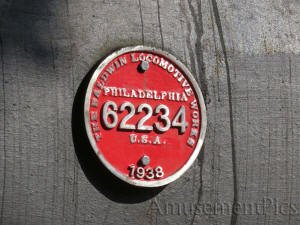 THE BALDWIN LOCOMOTIVE WORKS
PHILADELPHIA
62234
U.S.A.
1938
AmusementPics